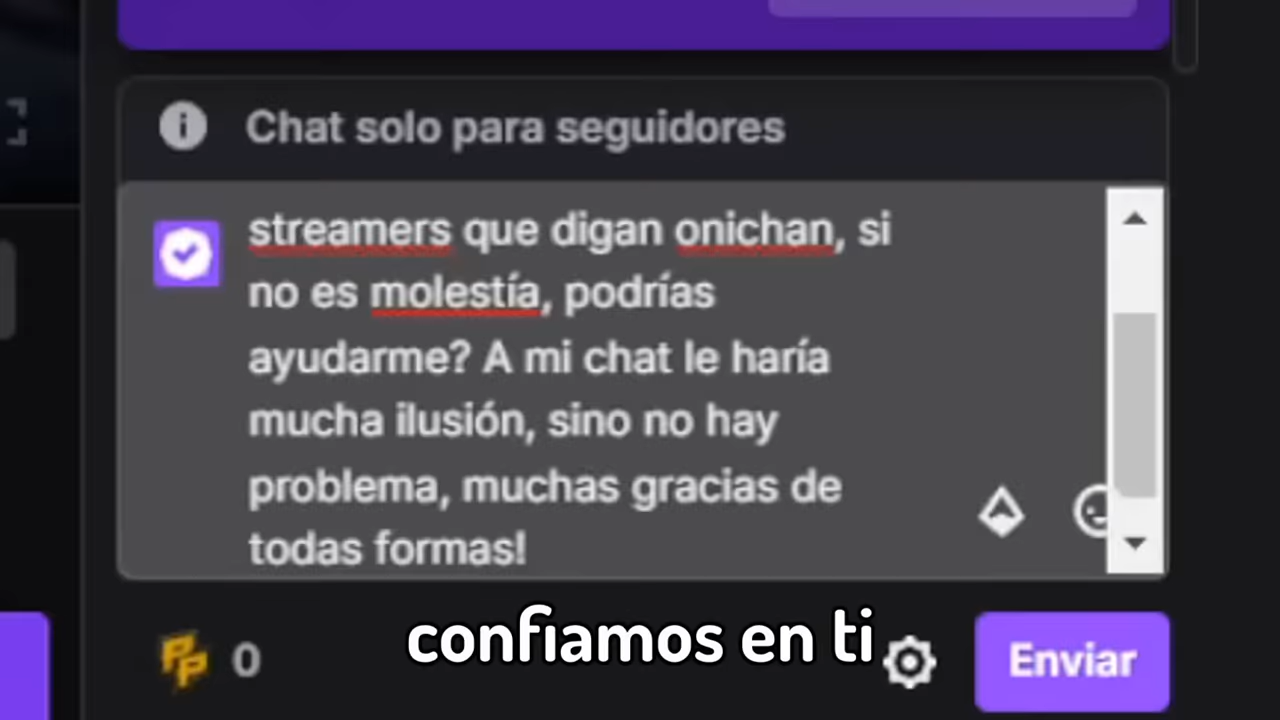 Chat solo para seguidores
streamers que digan onichan, si
no es molestía, podrías
ayudarme? A mi chat le haría
mucha ilusión, sino no hay
problema, muchas gracias de
todas formas!
PP 0
confiamos en ti
Enviar